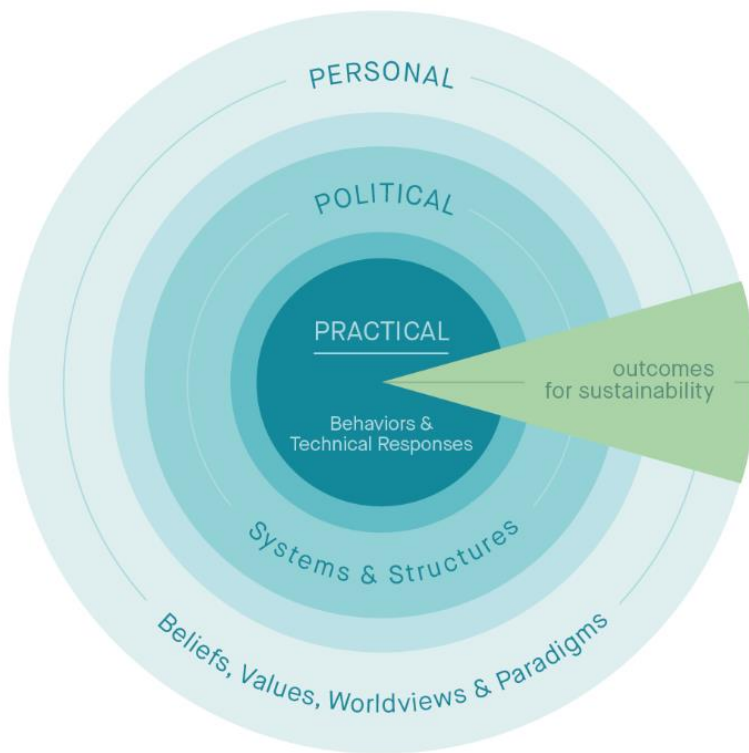 PERSONAL
POLITICAL
PRACTICAL
Behaviors &
Technical Responses
outcomes
for sustainability
Systems & Structures
Beliefs, Values, Worldviews & Paradigms